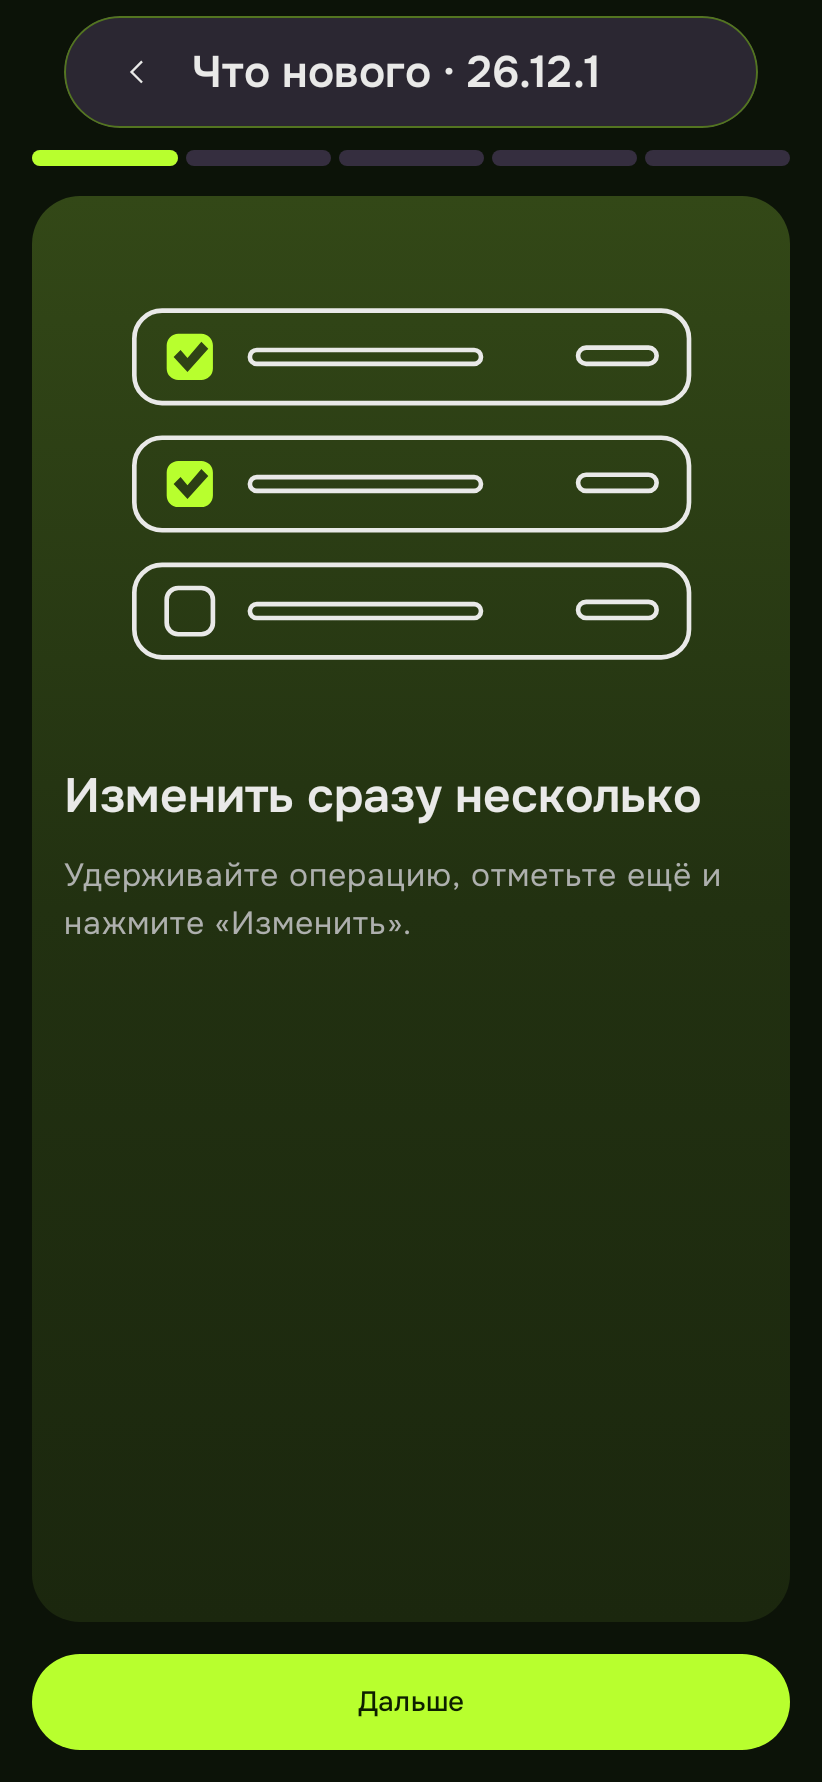 Что нового · 26.12.1
Изменить сразу несколько
Удерживайте операцию, отметьте ещё и
нажмите «Изменить».
Дальше